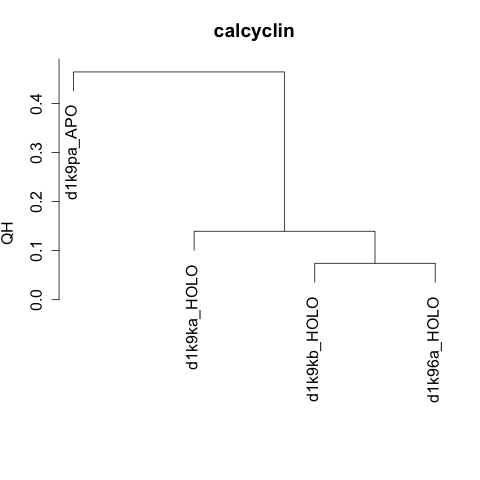 calcyclin
QH
0.4
0.3
0.2
0.1
0.0
d1k9pa_APO
d1k9ka_HOLO
d1k9kb_HOLO
d1k96a_HOLO